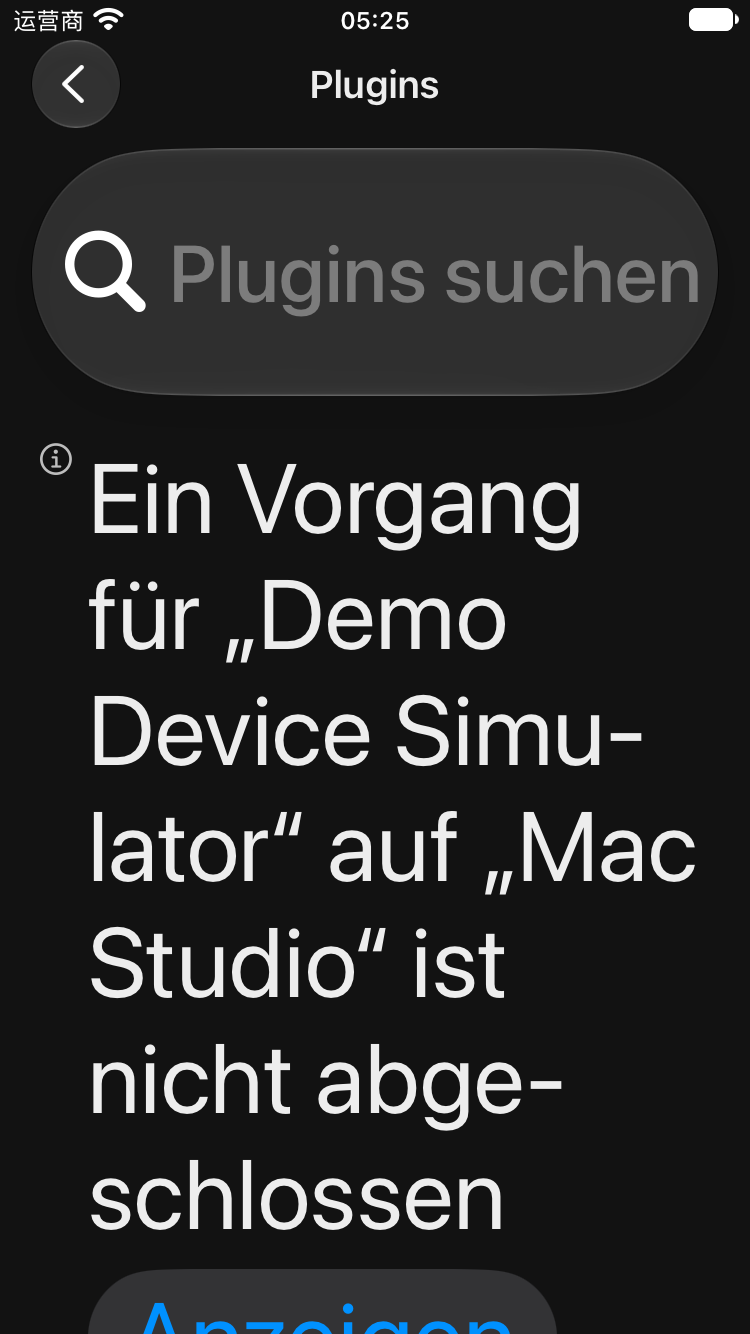 运营商
05:25
Plugins
Plugins suchen
Ein Vorgang
für „Demo
Device Simu-
lator“ auf „Mac
Studio“ ist
nicht abge-
schlossen
Anzeigen